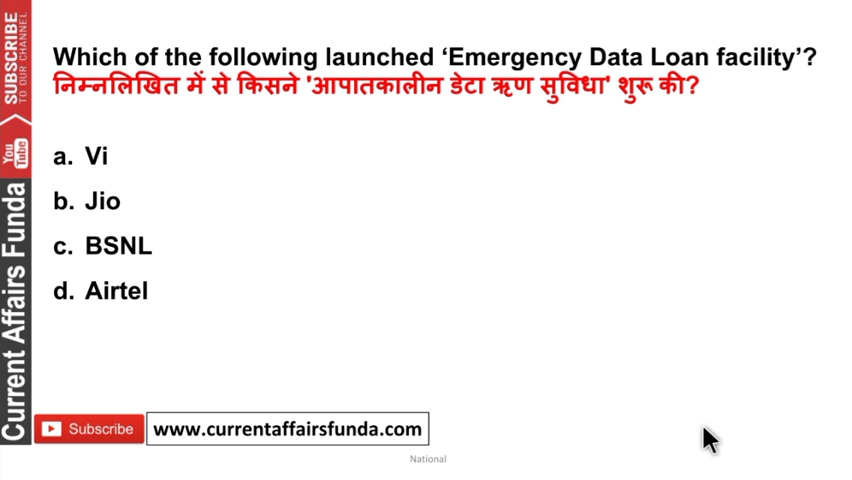 Which of the following launched ‘Emergency Data Loan facility’?
निम्नलिखित में से किसने 'आपातकालीन डेटा ऋण सुविधा' शुरू की?
a. Vi
b. Jio
c. BSNL
d. Airtel
SUBSCRIBE
TO OUR CHANNEL
You Tube
Current Affairs Funda
Subscribe
www.currentaffairsfunda.com
National